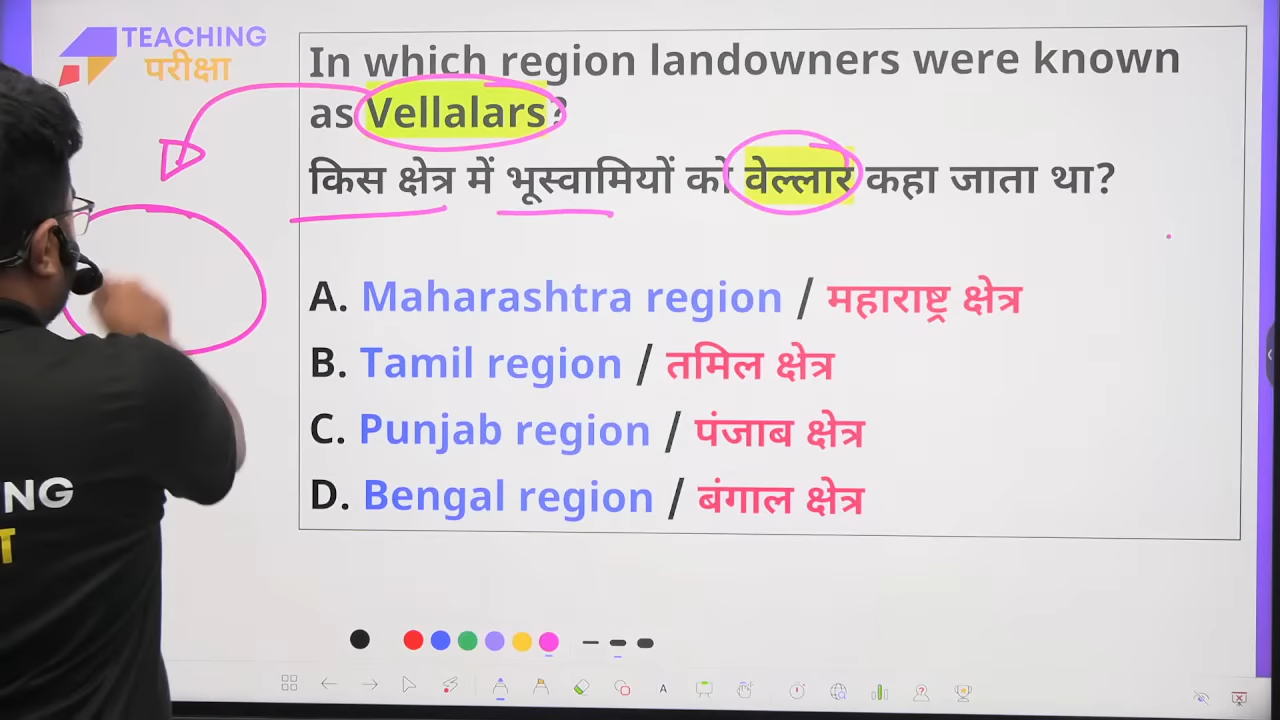 TEACHING
परीक्षा
In which region landowners were known
as Vellalars?
किस क्षेत्र में भूस्वामियों को वेल्लार कहा जाता था?
A. Maharashtra region / महाराष्ट्र क्षेत्र
B. Tamil region / तमिल क्षेत्र
C. Punjab region / पंजाब क्षेत्र
D. Bengal region / बंगाल क्षेत्र
NG
T
A